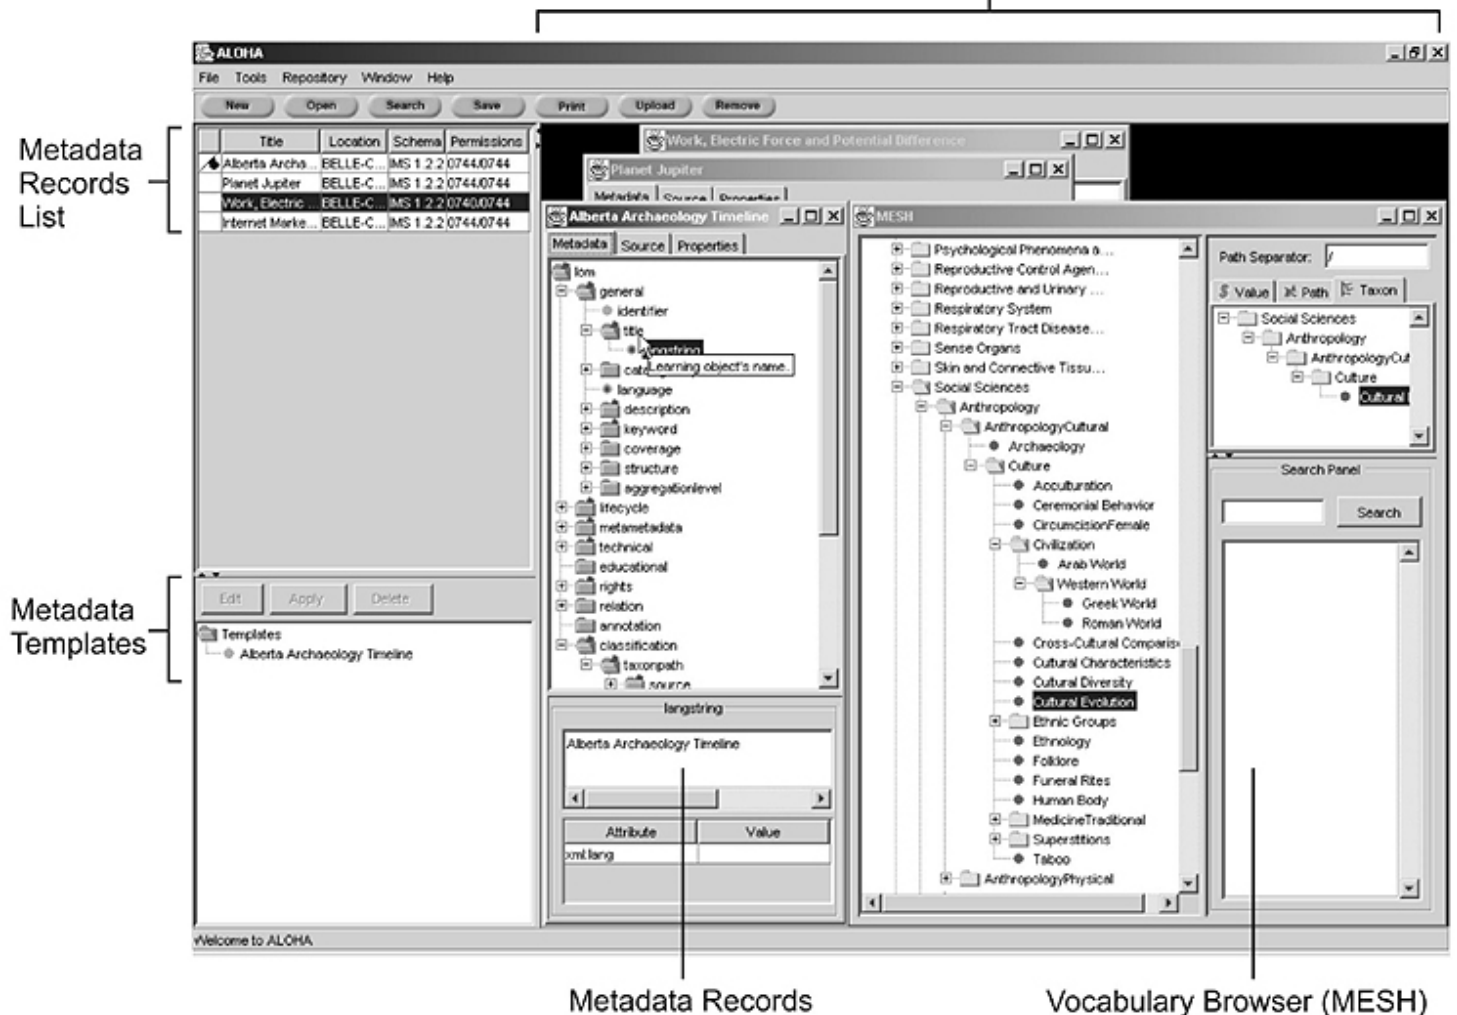 ALOHA
File Tools Repository Window Help
New Open Search Save Print Upload Remove
Metadata
Records
List
Title Location Schema Permissions
Alberta Archa... BELLE-C... IMS 1.2.2 0744/0744
Planet Jupiter BELLE-C... IMS 1.2.2 0744/0744
Work, Electric ... BELLE-C... IMS 1.2.2 0740/0744
Internet Marke... BELLE-C... IMS 1.2.2 0744/0744
Work, Electric Force and Potential Difference
Planet Jupiter
Metadata Source Properties
Alberta Archaeology Timeline
Metadata Source Properties
lom
general
identifier
title
langstring
Learning object's name.
language
description
keyword
coverage
structure
aggregationlevel
lifecycle
metametadata
technical
educational
rights
relation
annotation
classification
taxonpath
source
langstring
Alberta Archaeology Timeline
Attribute Value
xml:lang
MESH
Psychological Phenomena a...
Reproductive Control Agen...
Reproductive and Urinary ...
Respiratory System
Respiratory Tract Disease...
Sense Organs
Skin and Connective Tissu...
Social Sciences
Anthropology
AnthropologyCultural
Archaeology
Culture
Acculturation
Ceremonial Behavior
CircumcisionFemale
Civilization
Arab World
Western World
Greek World
Roman World
Cross-Cultural Comparis
Cultural Characteristics
Cultural Diversity
Cultural Evolution
Ethnic Groups
Ethnology
Folklore
Funeral Rites
Human Body
MedicineTraditional
Superstitions
Taboo
AnthropologyPhysical
Path Separator: /
Value Path Taxon
Social Sciences
Anthropology
AnthropologyCul
Culture
Cultural
Search Panel
Search
Metadata
Templates
Edit Apply Delete
Templates
Alberta Archaeology Timeline
Welcome to ALOHA
Metadata Records
Vocabulary Browser (MESH)